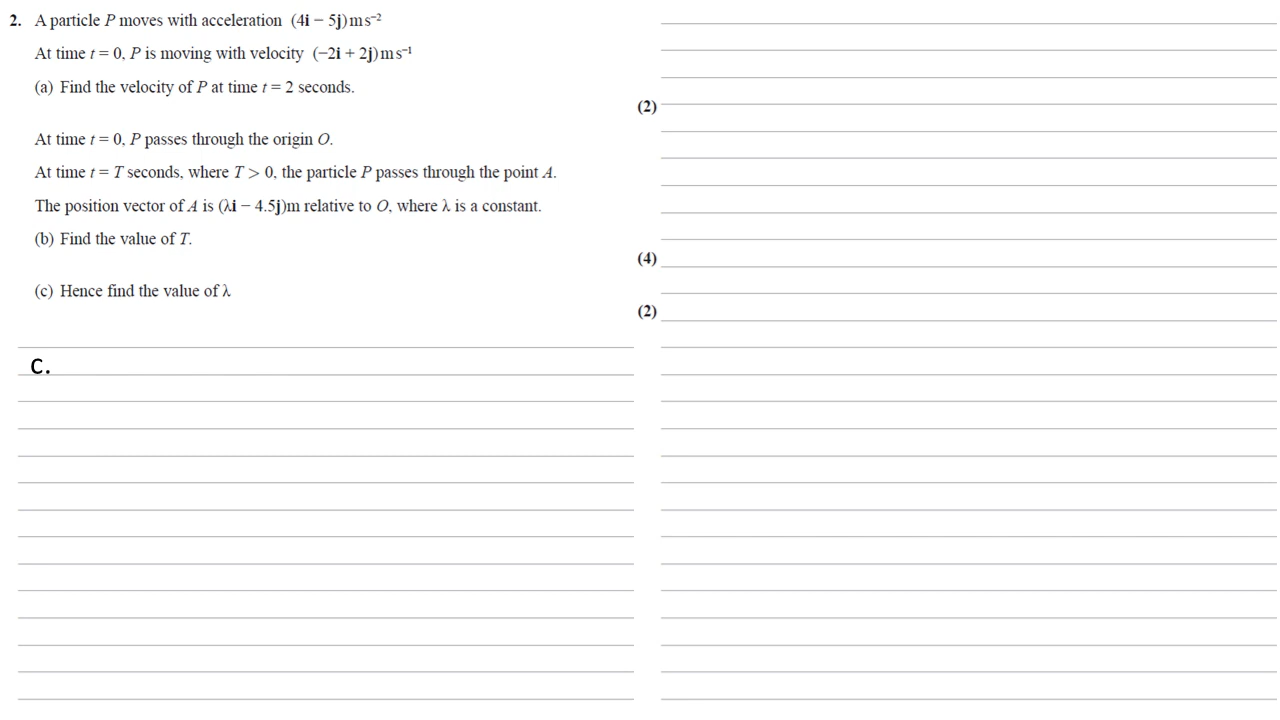 2. A particle P moves with acceleration (4i − 5j) m s⁻²
At time t = 0, P is moving with velocity (−2i + 2j) m s⁻¹
(a) Find the velocity of P at time t = 2 seconds.
(2)
At time t = 0, P passes through the origin O.
At time t = T seconds, where T > 0, the particle P passes through the point A.
The position vector of A is (λi − 4.5j)m relative to O, where λ is a constant.
(b) Find the value of T.
(4)
(c) Hence find the value of λ
(2)
C.